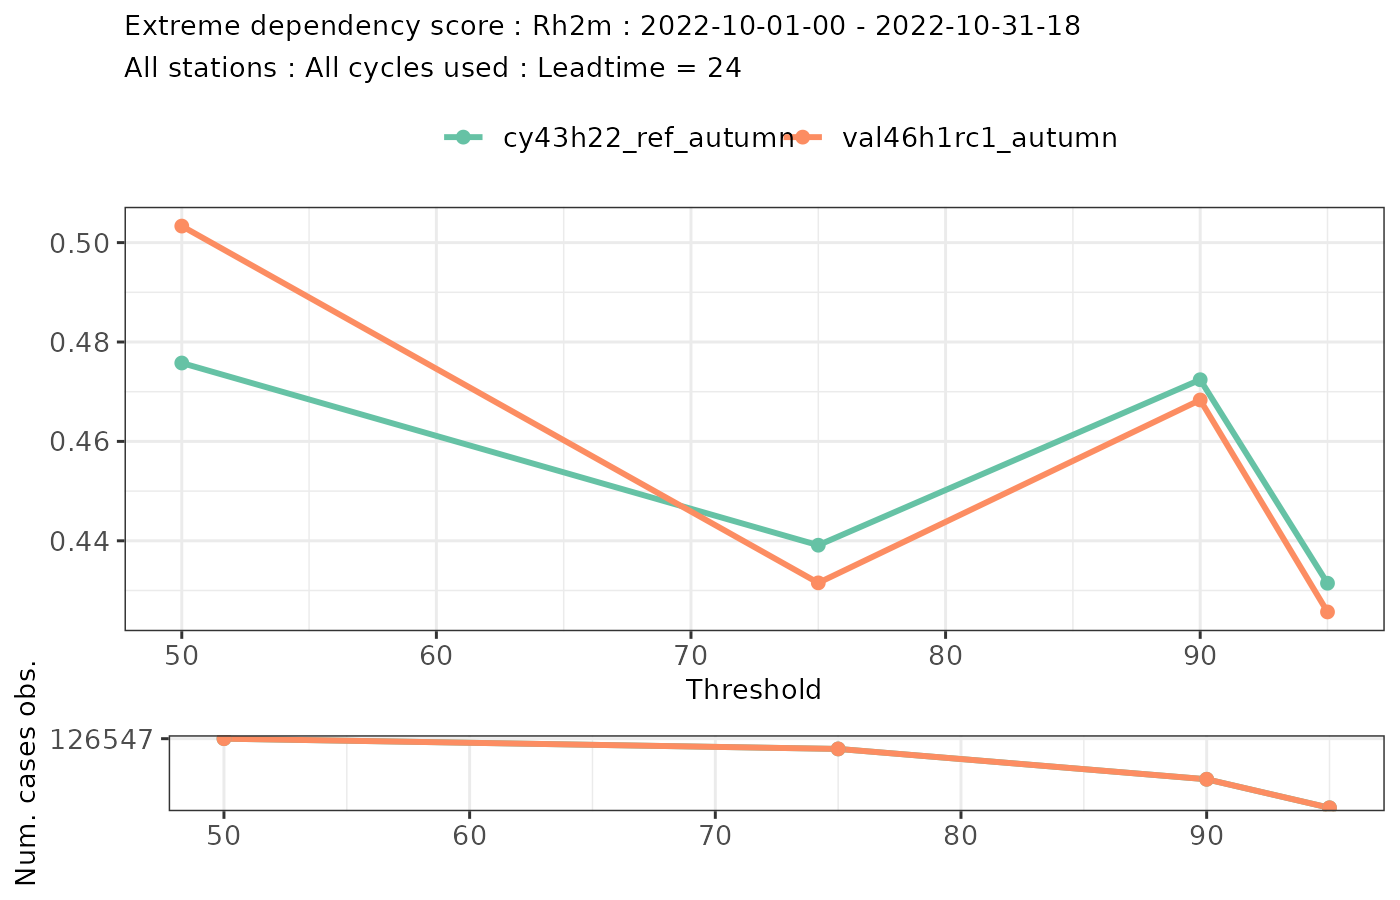 Extreme dependency score : Rh2m : 2022-10-01-00 - 2022-10-31-18
All stations : All cycles used : Leadtime = 24
cy43h22_ref_autumn val46h1rc1_autumn
0.50
0.48
0.46
0.44
50 60 70 80 90
Threshold
Num. cases obs.
126547
50 60 70 80 90